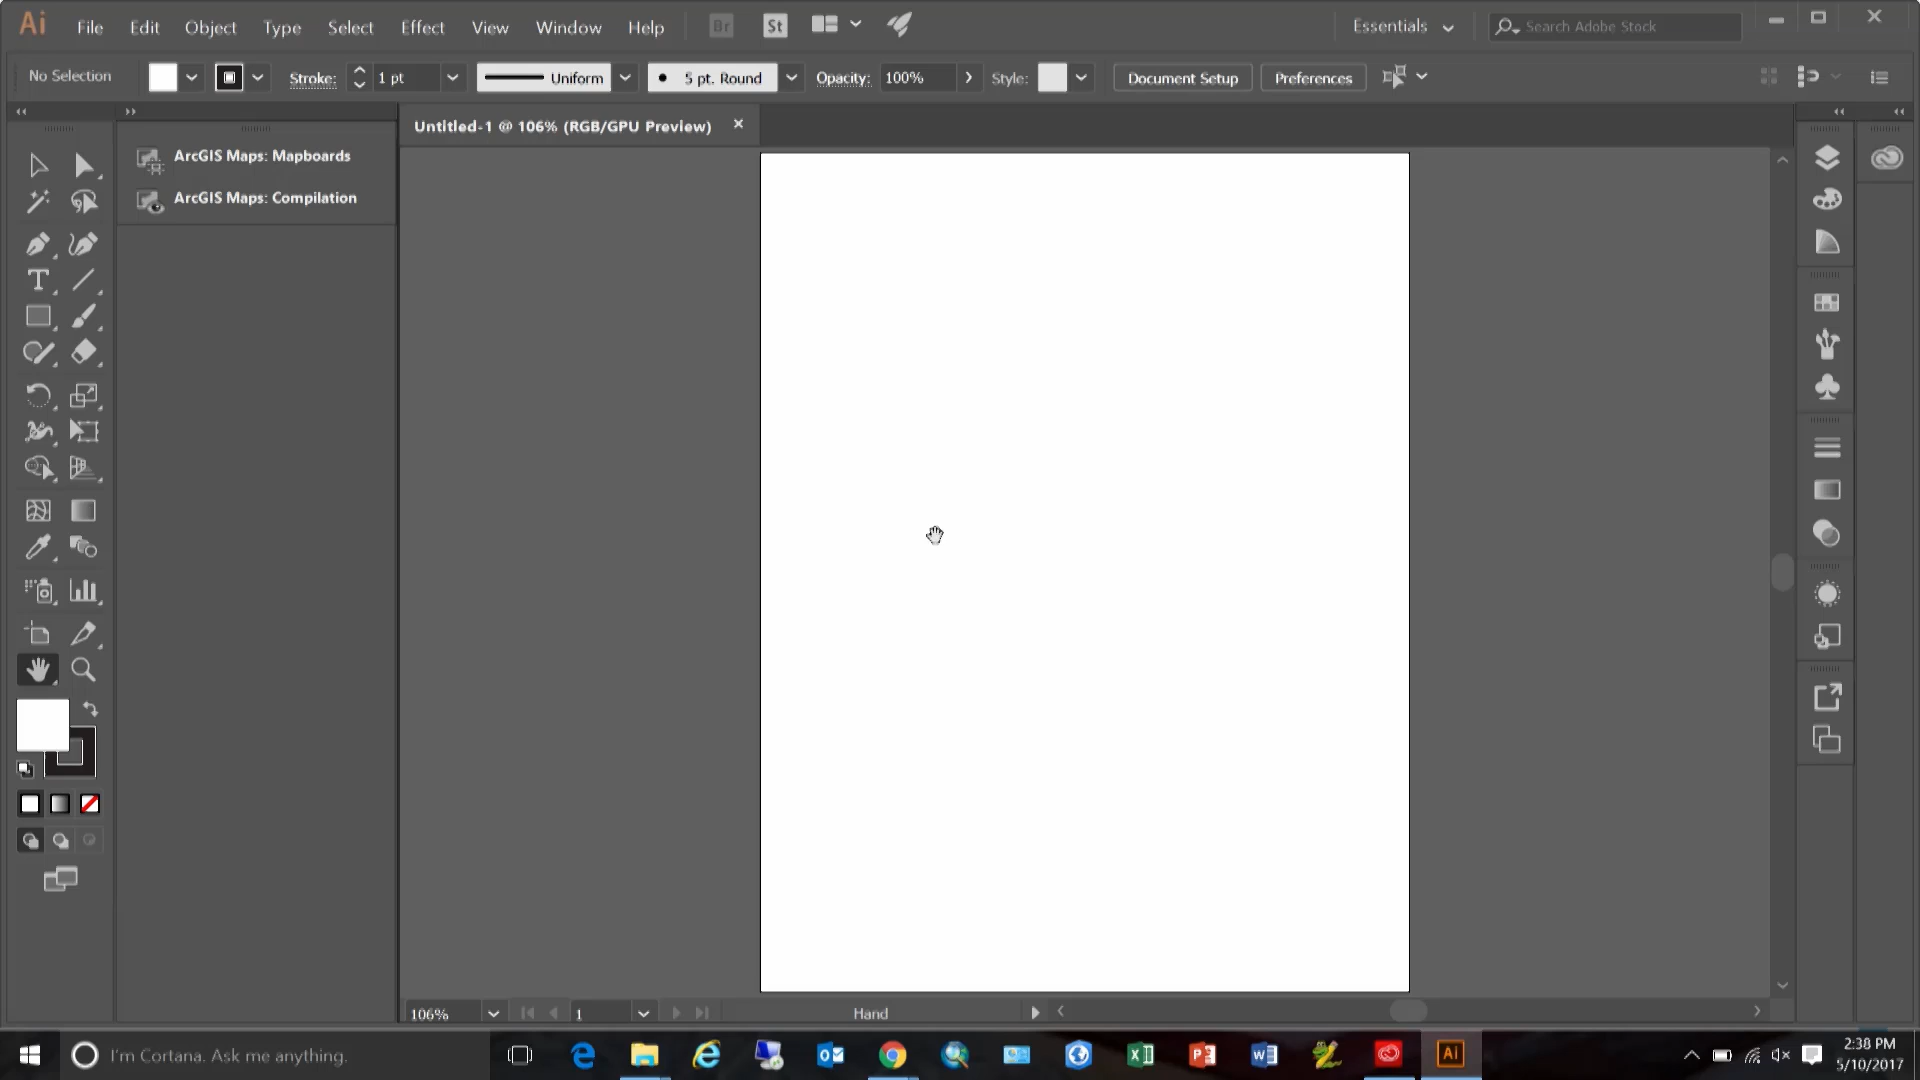 Ai File Edit Object Type Select Effect View Window Help Br St Essentials Search Adobe Stock
No Selection Stroke: 1 pt Uniform 5 pt. Round Opacity: 100% Style: Document Setup Preferences
Untitled-1 @ 106% (RGB/GPU Preview)
ArcGIS Maps: Mapboards
ArcGIS Maps: Compilation
106% 1 Hand
I'm Cortana. Ask me anything.
Ai
2:38 PM
5/10/2017